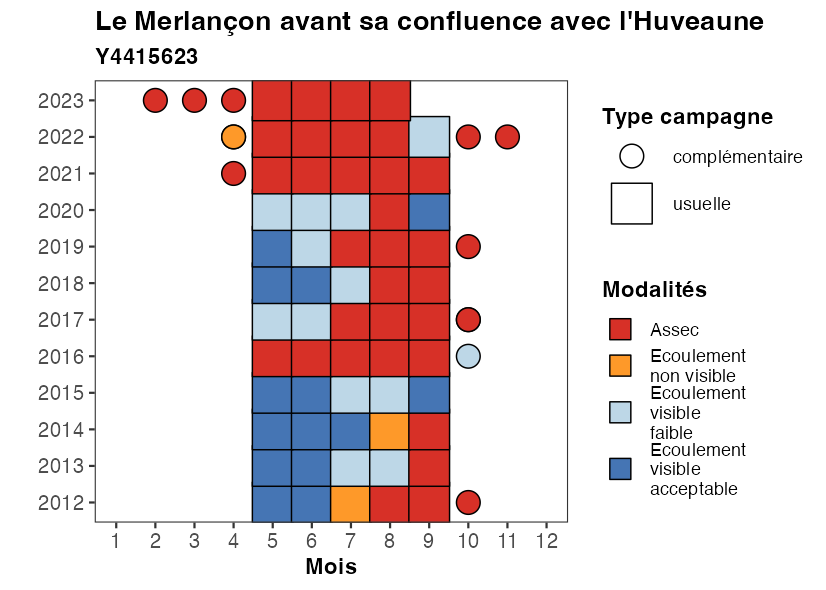 Le Merlançon avant sa confluence avec l'Huveaune
Y4415623
2023
2022
2021
2020
2019
2018
2017
2016
2015
2014
2013
2012
1 2 3 4 5 6 7 8 9 10 11 12
Mois
Type campagne
complémentaire
usuelle
Modalités
Assec
Ecoulement
non visible
Ecoulement
visible
faible
Ecoulement
visible
acceptable